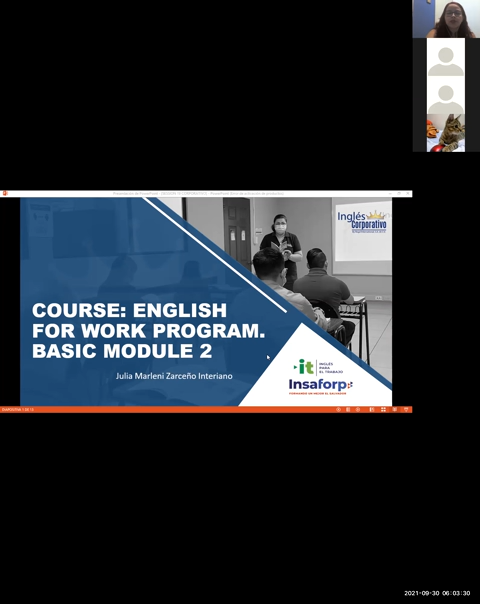 Inglés
Corporativo
COURSE: ENGLISH
FOR WORK PROGRAM.
BASIC MODULE 2
Julia Marleni Zarceño Interiano
it
INGLÉS
PARA
EL TRABAJO
Insaforp
2021-09-30 06:03:30